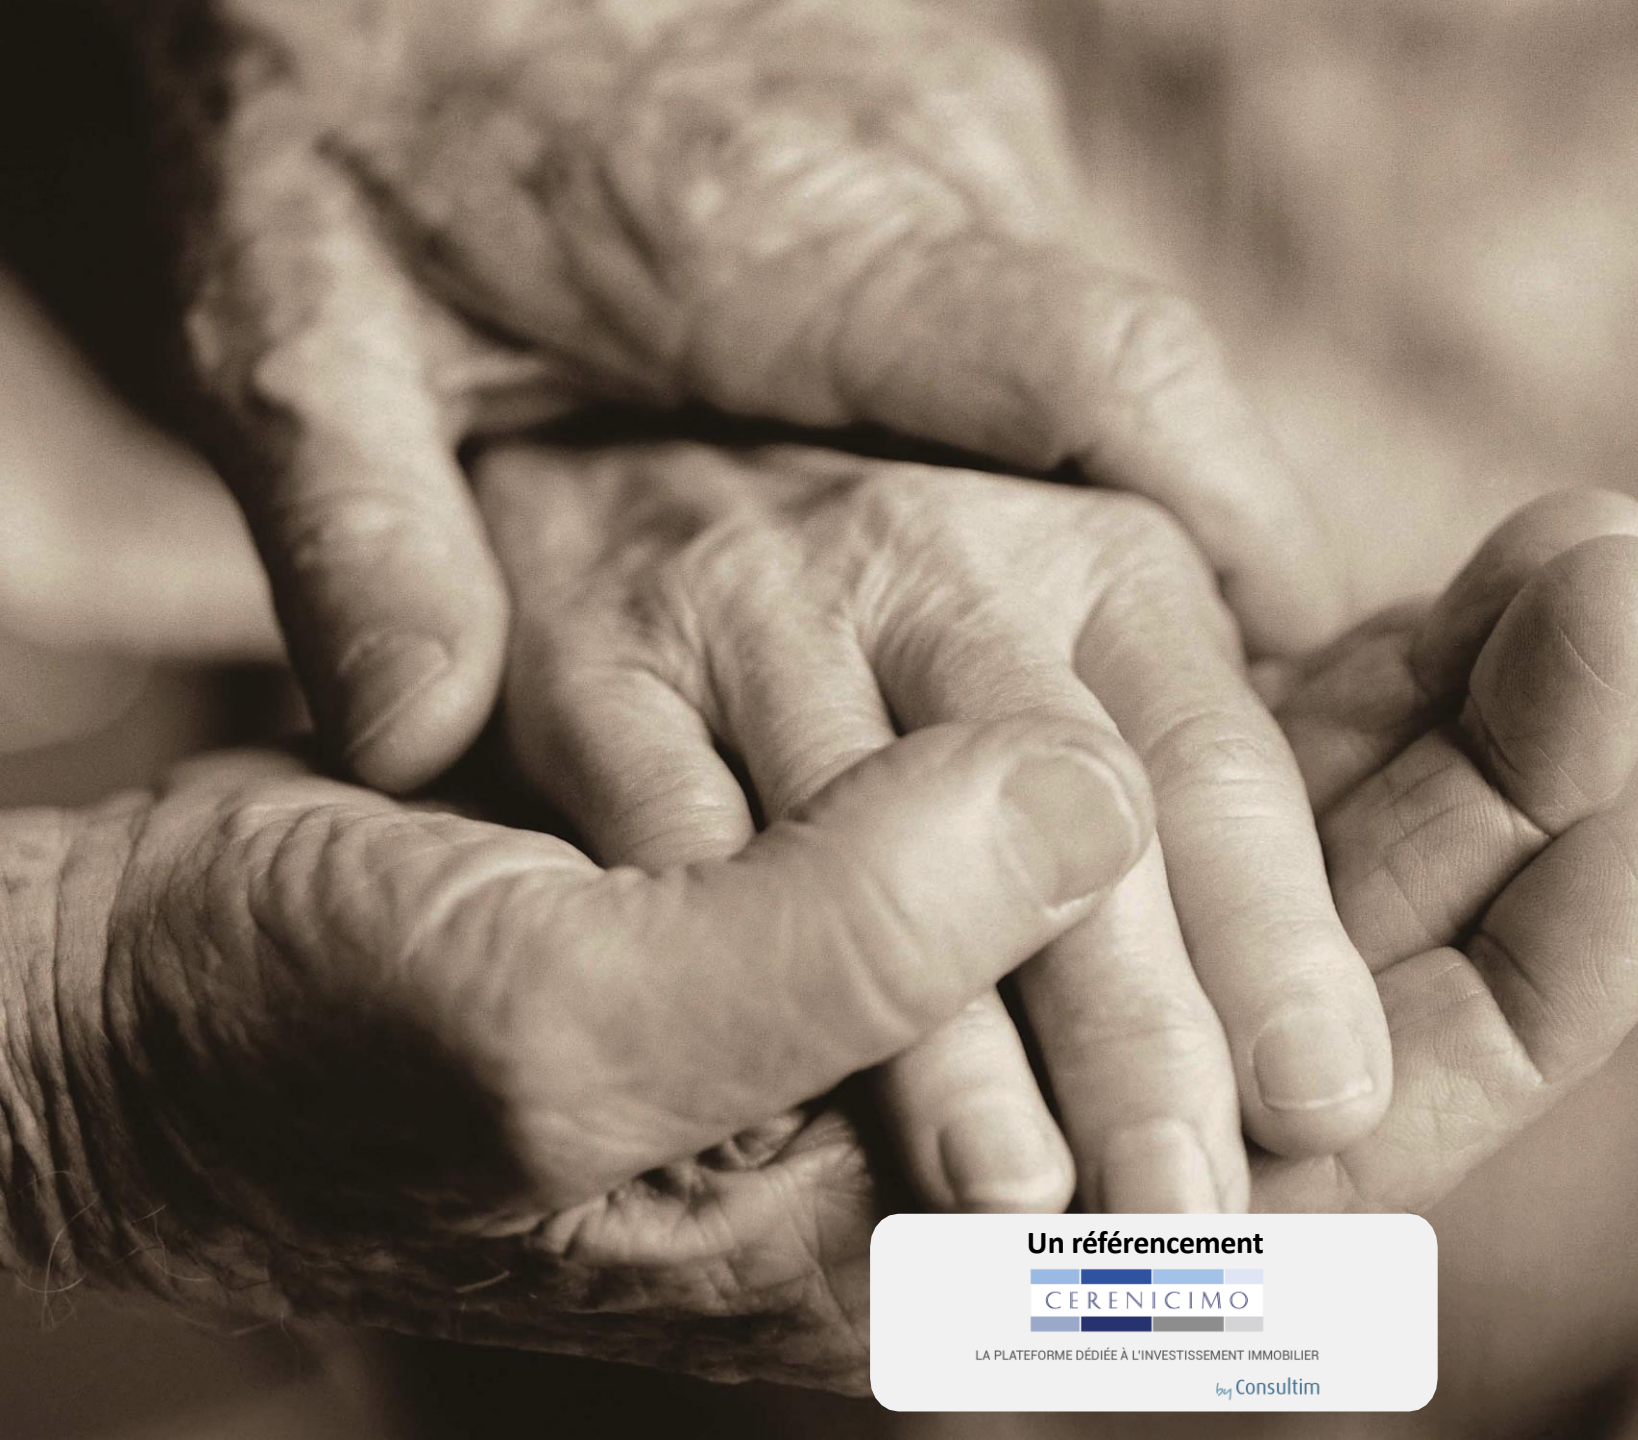 Un référencement
CERENICIMO
LA PLATEFORME DÉDIÉE À L'INVESTISSEMENT IMMOBILIER
by Consultim